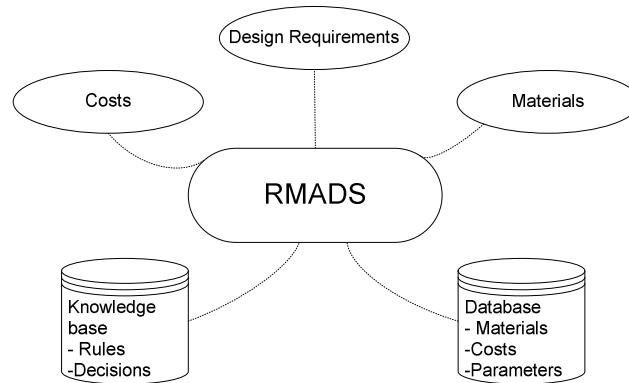 Design Requirements
Costs
Materials
RMADS
Knowledge
base
- Rules
-Decisions
Database
- Materials
-Costs
-Parameters